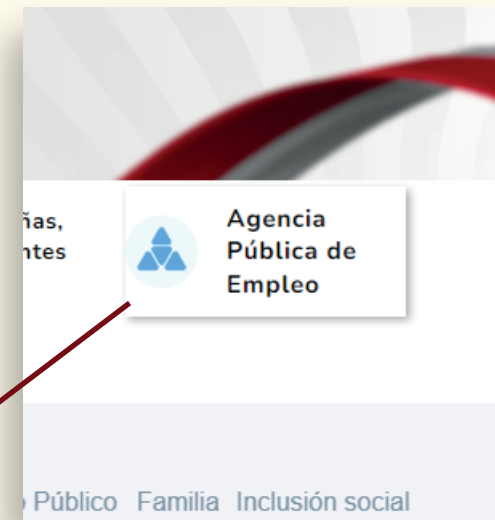 ñas,
ntes
Agencia
Pública de
Empleo
Público Familia Inclusión social